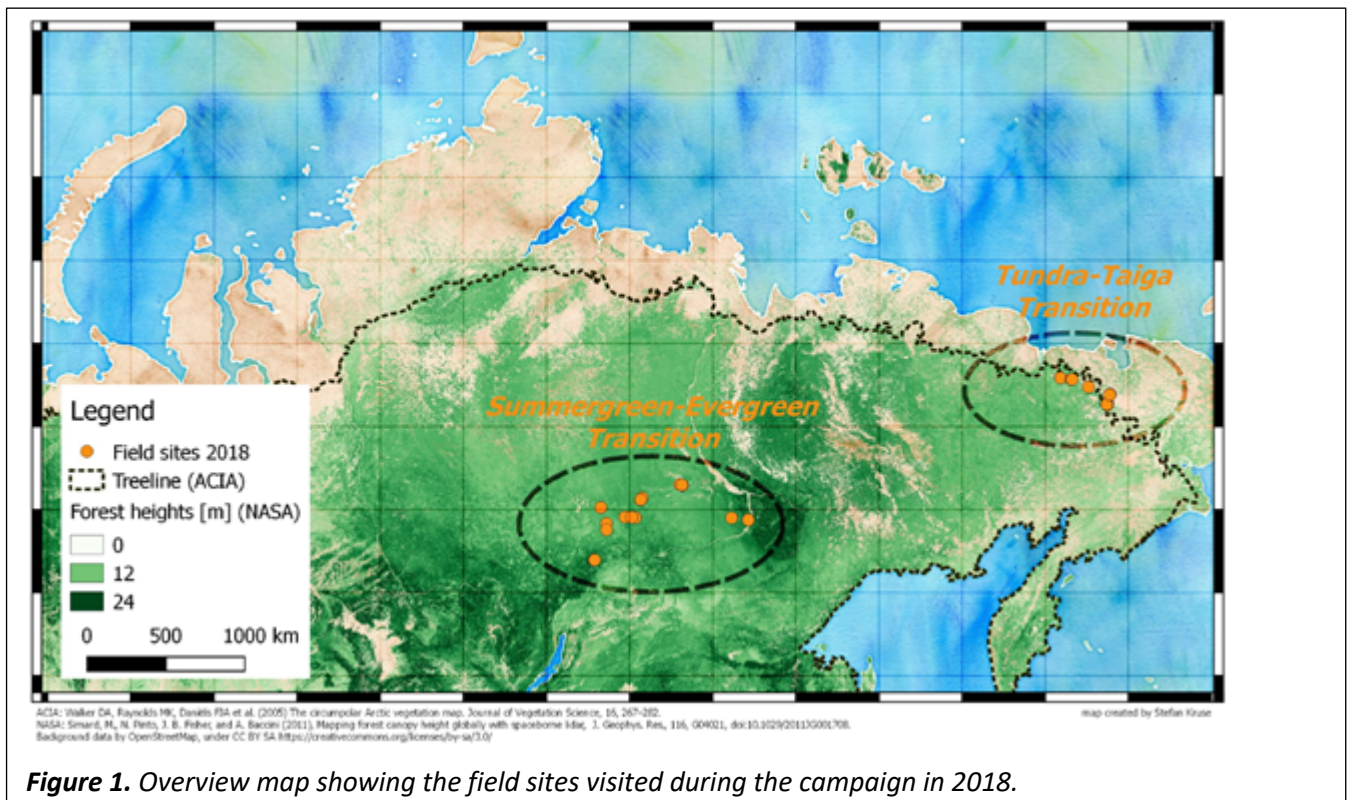 Tundra-Taiga
Transition
Summergreen-Evergreen
Transition
Legend
Field sites 2018
Treeline (ACIA)
Forest heights [m] (NASA)
0
12
24
0 500 1000 km
ACIA: Walker DA, Raynolds MK, Daniëls FJA et al. (2005) The circumpolar Arctic vegetation map. Journal of Vegetation Science, 16, 267–282.
map created by Stefan Kruse
NASA: Simard, M., N. Pinto, J. B. Fisher, and A. Baccini (2011), Mapping forest canopy height globally with spaceborne lidar, J. Geophys. Res., 116, G04021, doi:10.1029/2011JG001708.
Background data by OpenStreetMap, under CC BY SA https://creativecommons.org/licenses/by-sa/3.0/
Figure 1. Overview map showing the field sites visited during the campaign in 2018.